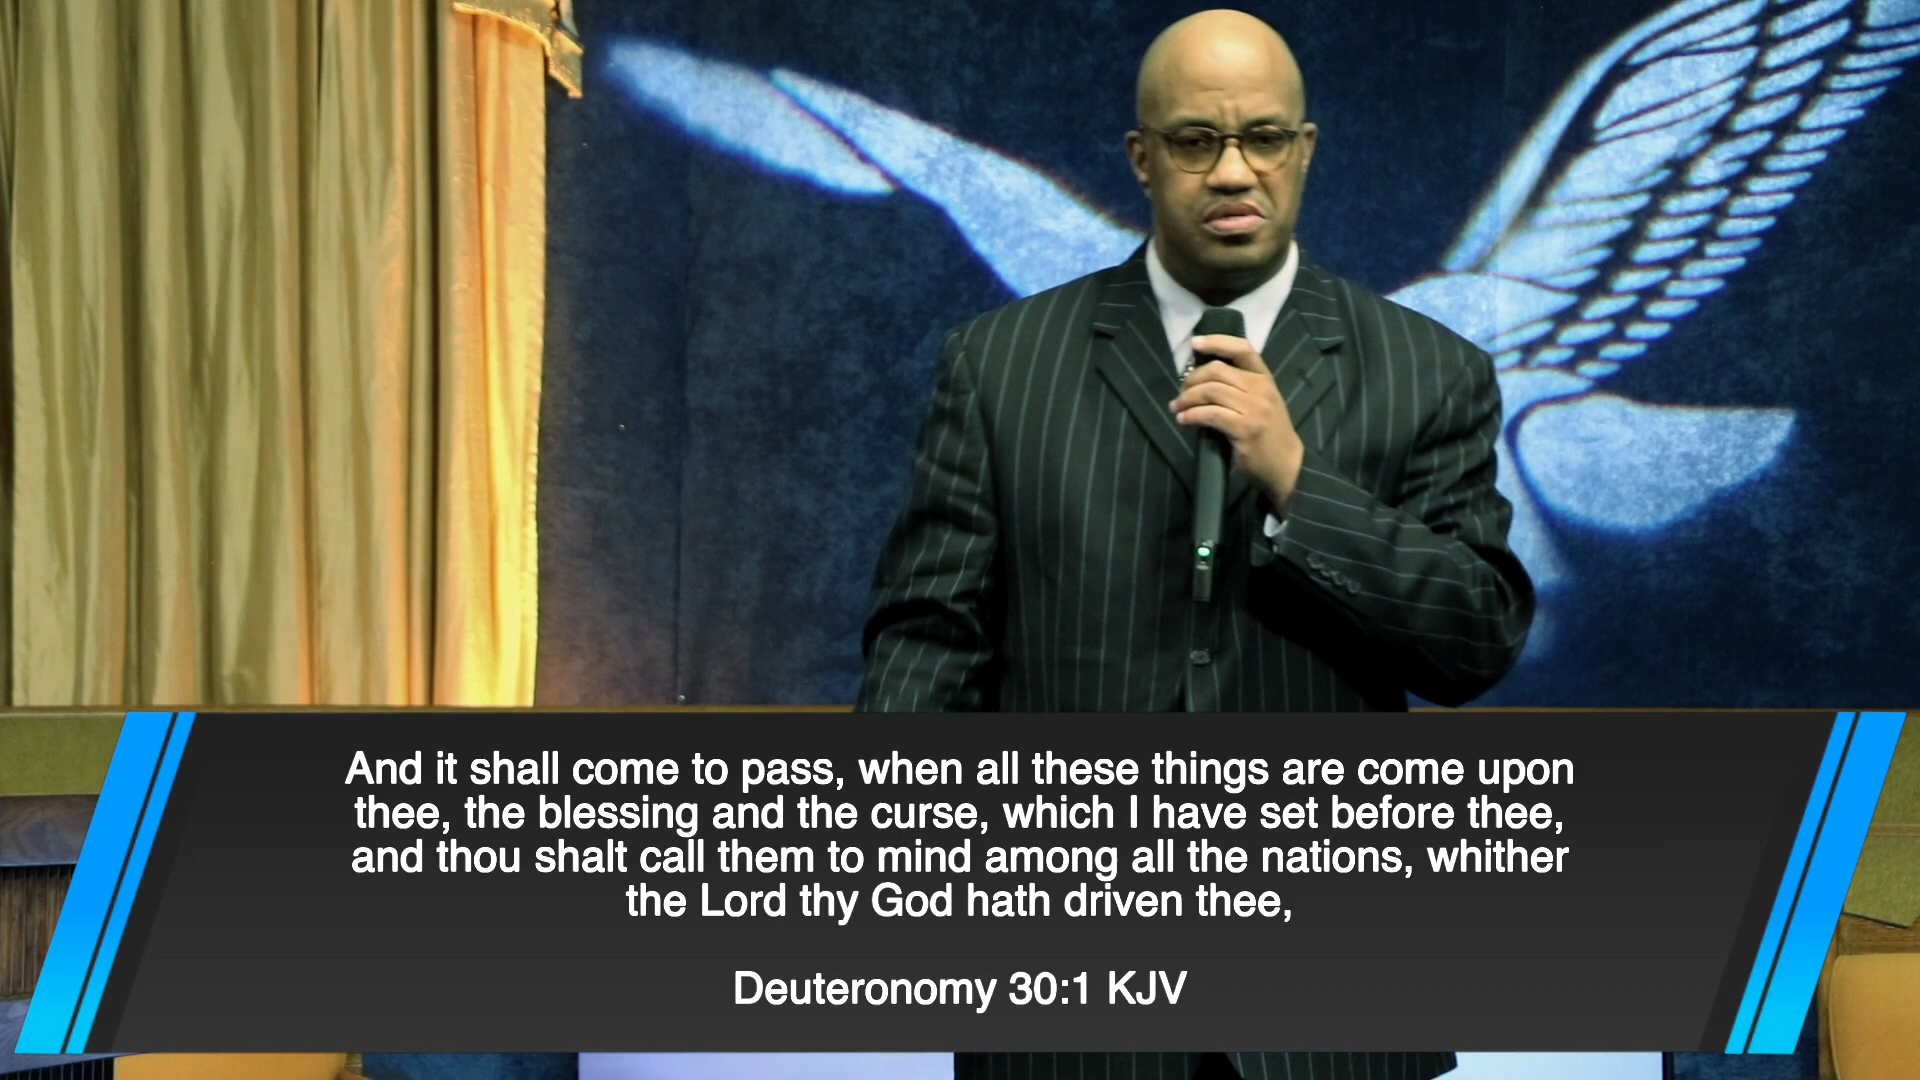 And it shall come to pass, when all these things are come upon
thee, the blessing and the curse, which I have set before thee,
and thou shalt call them to mind among all the nations, whither
the Lord thy God hath driven thee,
Deuteronomy 30:1 KJV